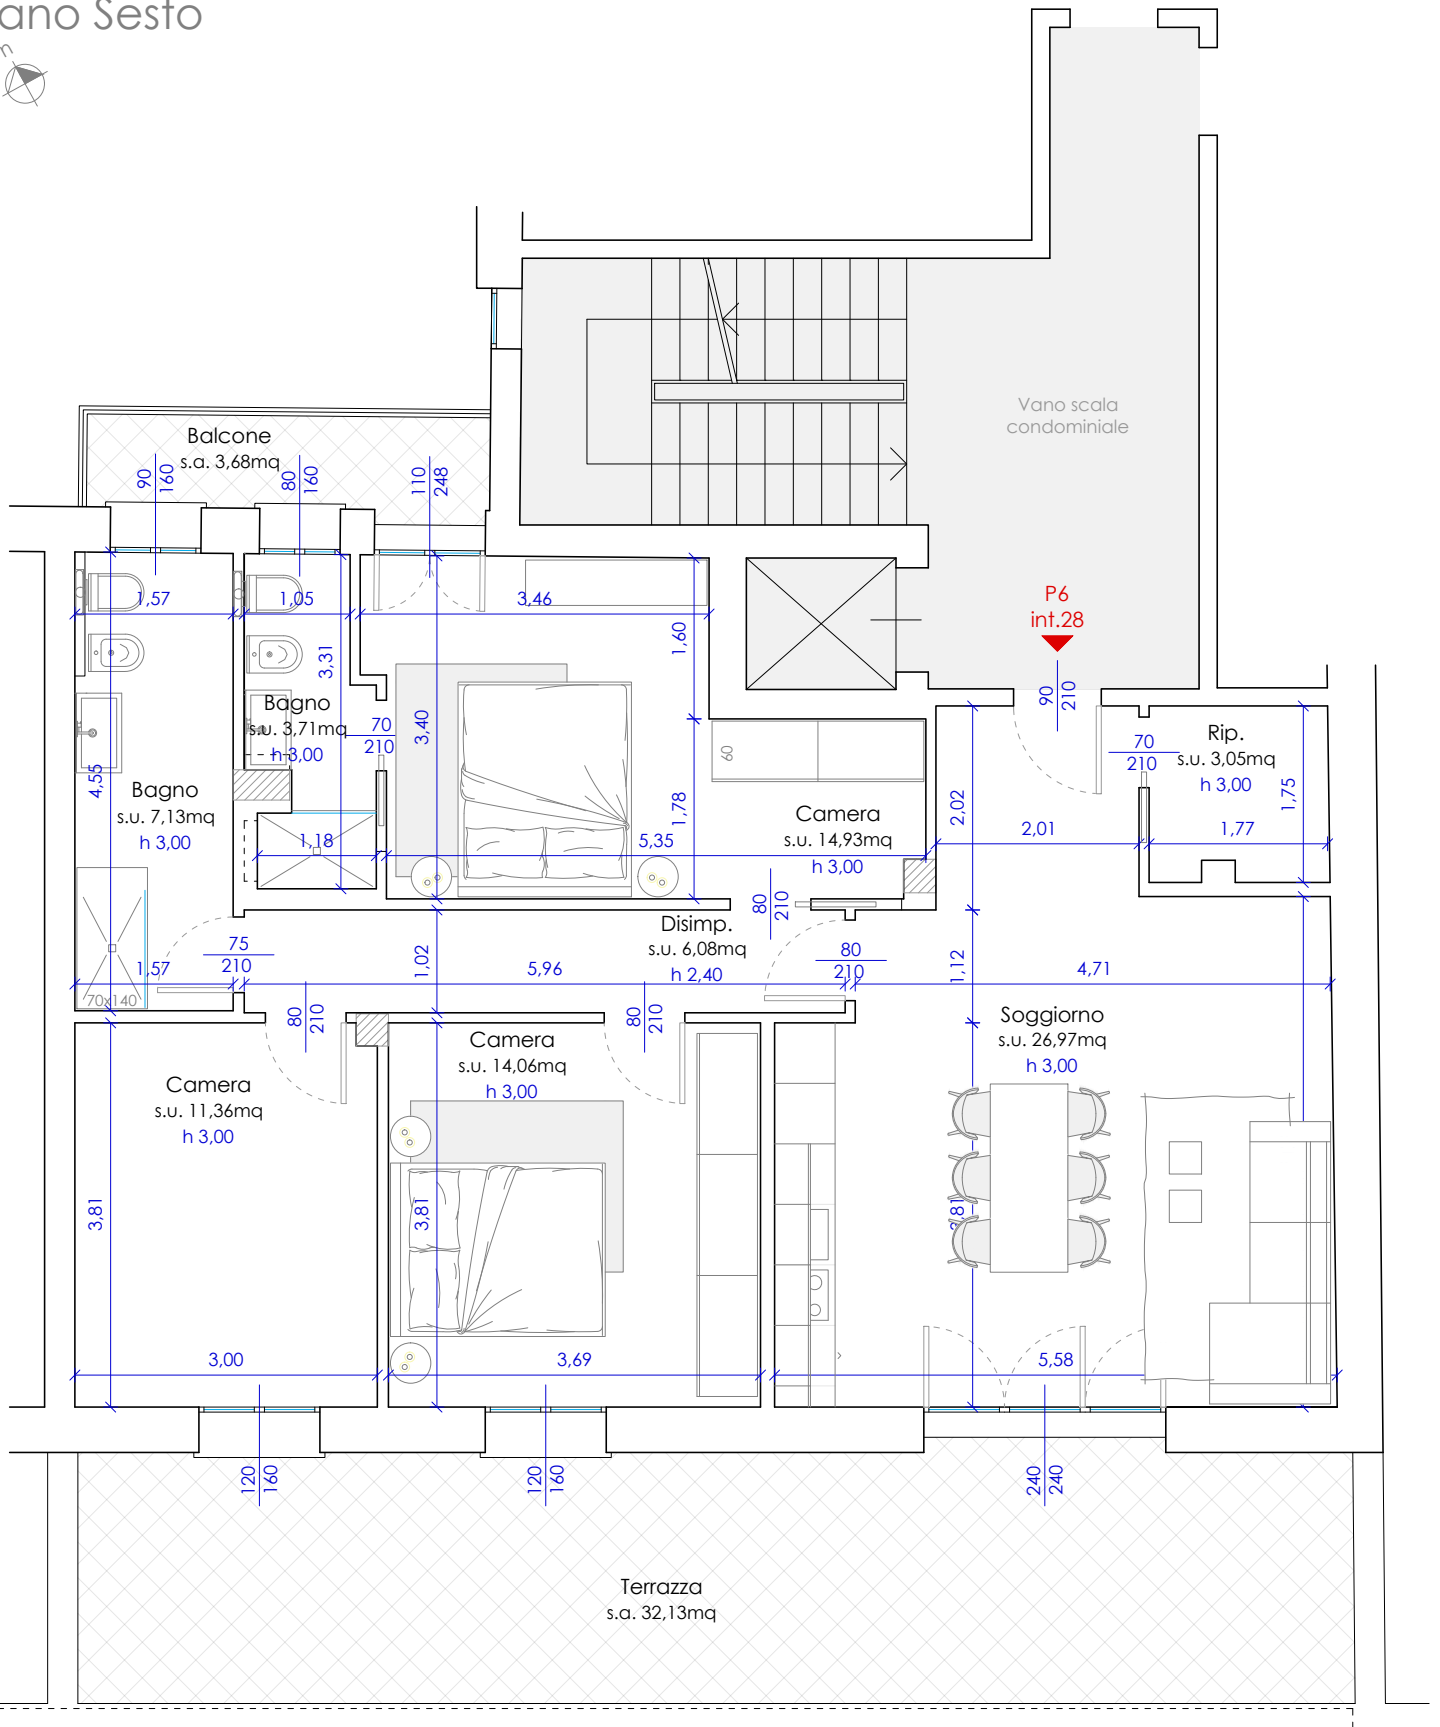 ano Sesto
n
Vano scala
condominiale
Balcone
s.a. 3,68mq
90
160
80
160
110
248
1,57
1,05
3,46
1,60
3,31
P6
int.28
90
210
Bagno
s.u. 3,71mq
h 3,00
70
210
3,40
60
70
210
Rip.
s.u. 3,05mq
h 3,00
1,75
4,55
Bagno
s.u. 7,13mq
h 3,00
1,78
Camera
s.u. 14,93mq
h 3,00
2,02
2,01
1,77
1,18
5,35
80
210
Disimp.
s.u. 6,08mq
h 2,40
75
210
1,57
1,02
5,96
80
210
1,12
4,71
70x140
80
210
80
210
Soggiorno
s.u. 26,97mq
h 3,00
Camera
s.u. 14,06mq
h 3,00
Camera
s.u. 11,36mq
h 3,00
3,81
3,81
3,81
3,00
3,69
5,58
120
160
120
160
240
240
Terrazza
s.a. 32,13mq